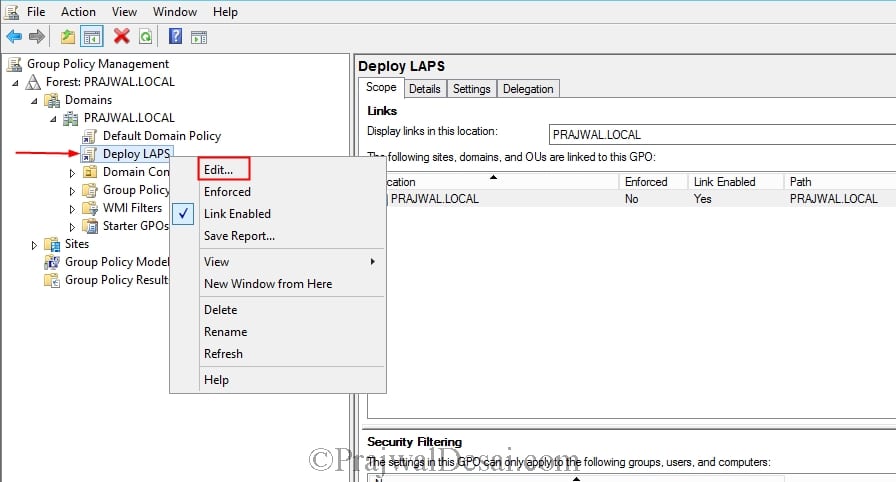 File Action View Window Help
Group Policy Management
Forest: PRAJWAL.LOCAL
Domains
PRAJWAL.LOCAL
Default Domain Policy
Deploy LAPS
Domain Con
Group Policy
WMI Filters
Starter GPOs
Sites
Group Policy Model
Group Policy Result
Edit...
Enforced
Link Enabled
Save Report...
View
New Window from Here
Delete
Rename
Refresh
Help
Deploy LAPS
Scope Details Settings Delegation
Links
Display links in this location: PRAJWAL.LOCAL
The following sites, domains, and OUs are linked to this GPO:
cation Enforced Link Enabled Path
PRAJWAL.LOCAL No Yes PRAJWAL.LOCAL
Security Filtering
The settings in this GPO can only apply to the following groups, users, and computers:
©PrajwalDesai.com